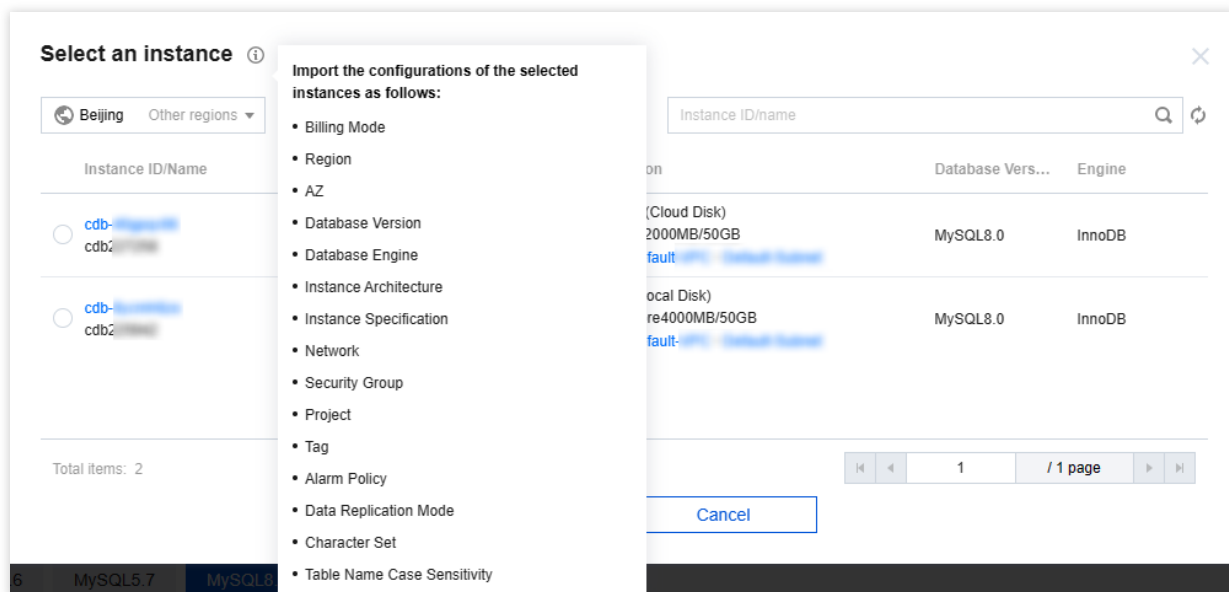 Select an instance
Import the configurations of the selected
instances as follows:
Beijing Other regions
Instance ID/name
• Billing Mode
• Region
• AZ
• Database Version
• Database Engine
• Instance Architecture
• Instance Specification
• Network
• Security Group
• Project
• Tag
• Alarm Policy
• Data Replication Mode
• Character Set
• Table Name Case Sensitivity
Instance ID/Name
on Database Vers... Engine
cdb-
cdb2
(Cloud Disk)
2000MB/50GB
fault-
MySQL8.0 InnoDB
cdb-
cdb2
ocal Disk)
re4000MB/50GB
fault-
MySQL8.0 InnoDB
Total items: 2
1 / 1 page
Cancel
.6 MySQL5.7 MySQL8